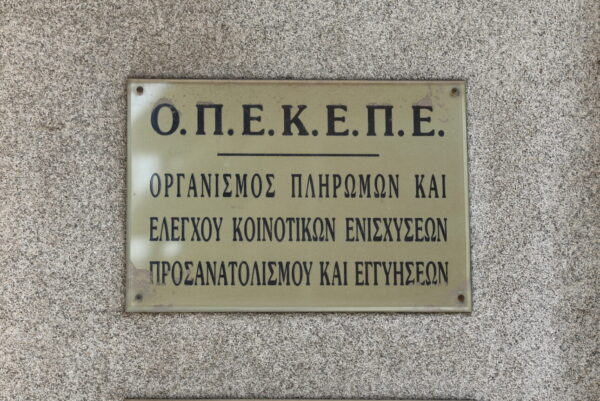 Ο.Π.Ε.Κ.Ε.Π.Ε.
ΟΡΓΑΝΙΣΜΟΣ ΠΛΗΡΩΜΩΝ ΚΑΙ
ΕΛΕΓΧΟΥ ΚΟΙΝΟΤΙΚΩΝ ΕΝΙΣΧΥΣΕΩΝ
ΠΡΟΣΑΝΑΤΟΛΙΣΜΟΥ ΚΑΙ ΕΓΓΥΗΣΕΩΝ